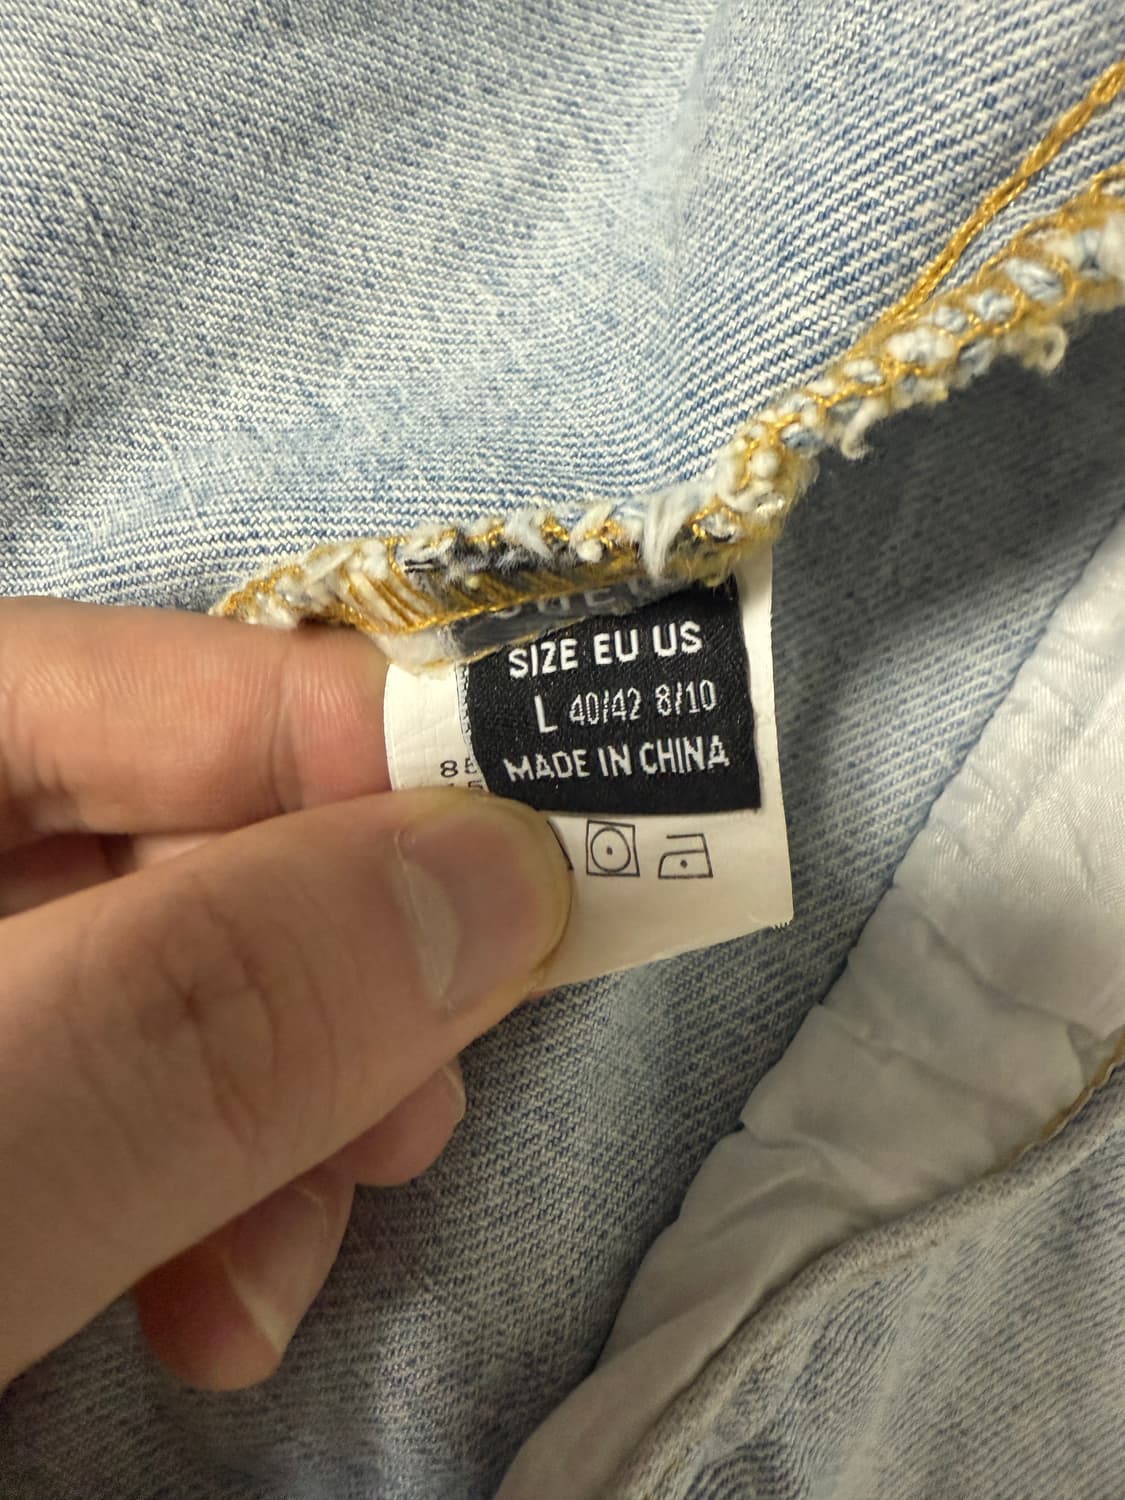 SIZE EU US
L 40/42 8/10
MADE IN CHINA